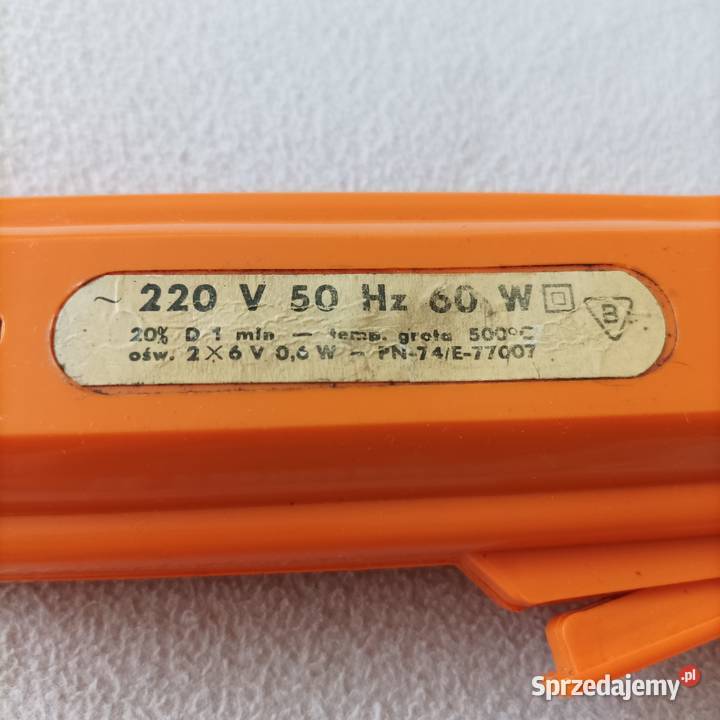 ~ 220 V 50 Hz 60 W
B
20% D 1 min — temp. grota 500°C
ośw. 2×6 V 0,6 W — PN-74/E-77007
Sprzedajemy.pl